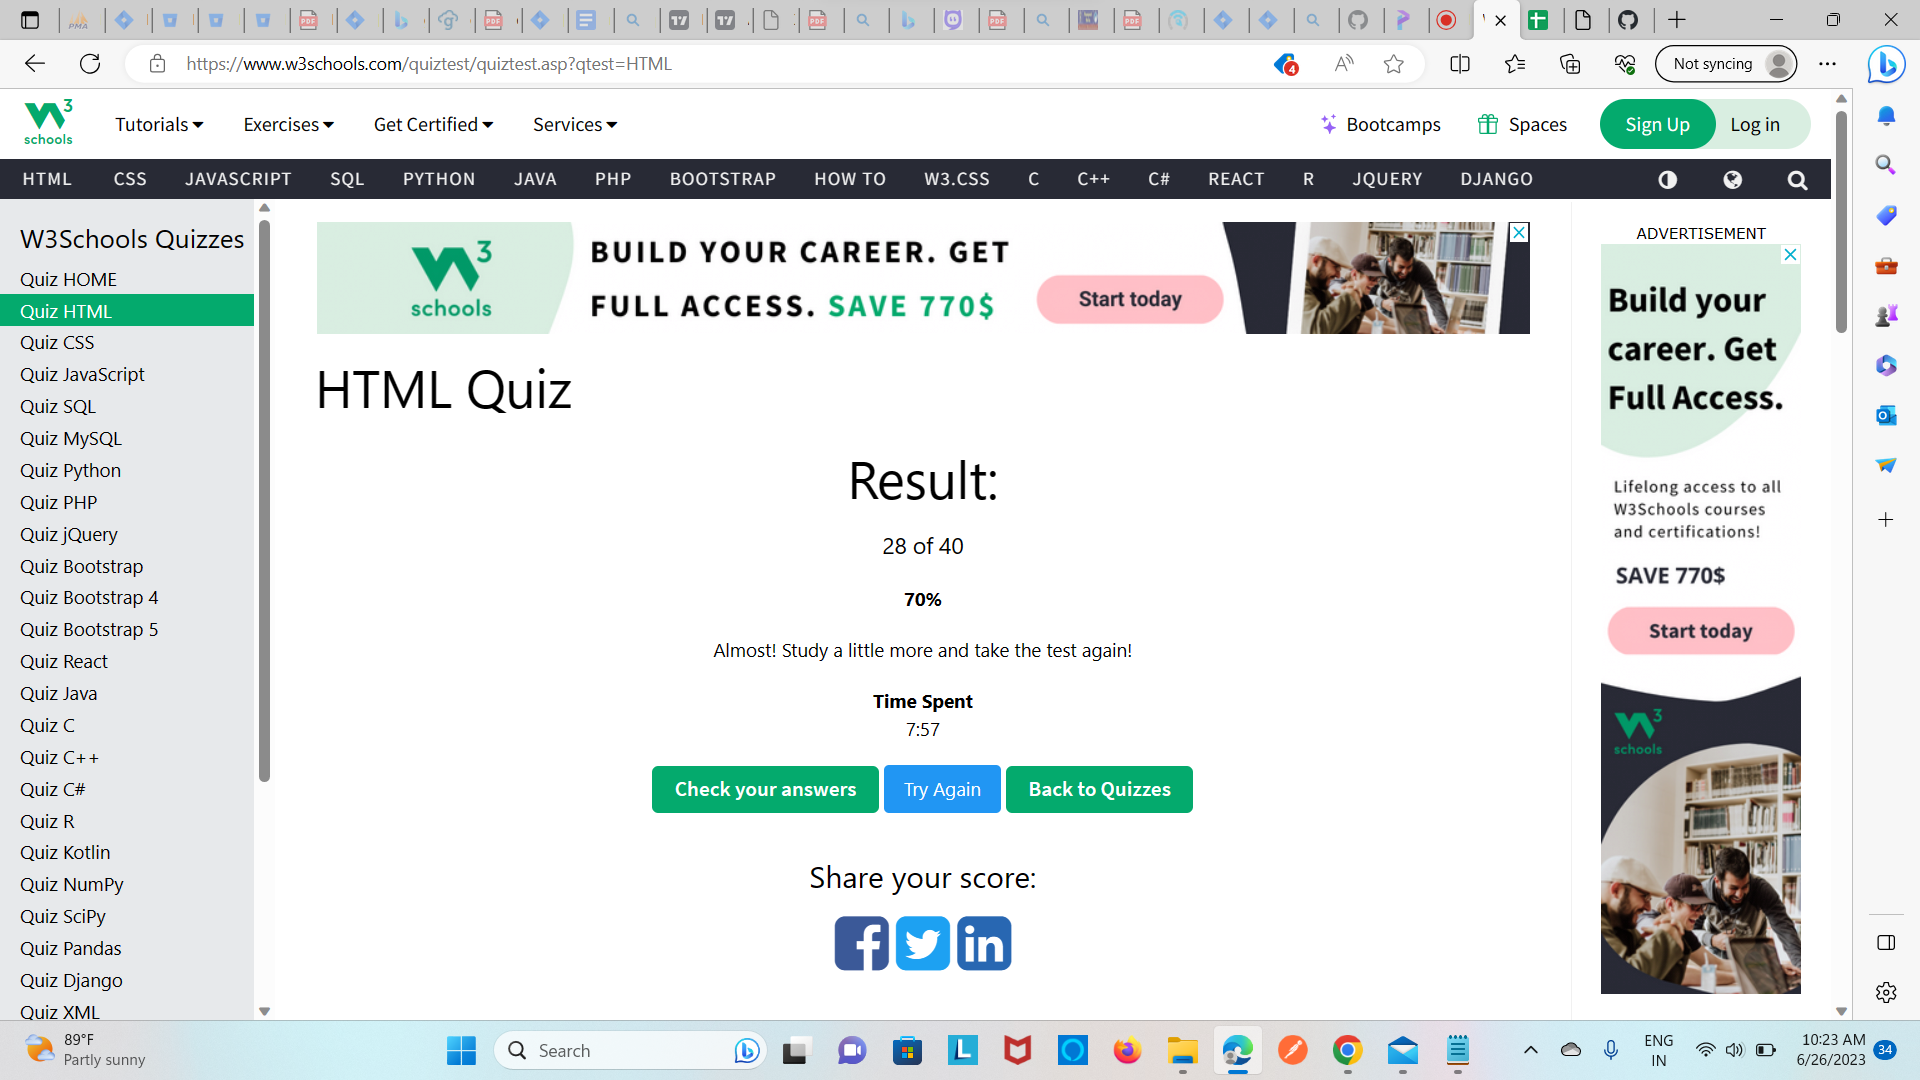 https://www.w3schools.com/quiztest/quiztest.asp?qtest=HTML
4
Not syncing
3
schools
Tutorials
Exercises
Get Certified
Services
Bootcamps
Spaces
Sign Up
Log in
HTML
CSS
JAVASCRIPT
SQL
PYTHON
JAVA
PHP
BOOTSTRAP
HOW TO
W3.CSS
C
C++
C#
REACT
R
JQUERY
DJANGO
W3Schools Quizzes
Quiz HOME
Quiz HTML
Quiz CSS
Quiz JavaScript
Quiz SQL
Quiz MySQL
Quiz Python
Quiz PHP
Quiz jQuery
Quiz Bootstrap
Quiz Bootstrap 4
Quiz Bootstrap 5
Quiz React
Quiz Java
Quiz C
Quiz C++
Quiz C#
Quiz R
Quiz Kotlin
Quiz NumPy
Quiz SciPy
Quiz Pandas
Quiz Django
Quiz XML
3
schools
BUILD YOUR CAREER. GET
FULL ACCESS. SAVE 770$
Start today
HTML Quiz
Result:
28 of 40
70%
Almost! Study a little more and take the test again!
Time Spent
7:57
Check your answers
Try Again
Back to Quizzes
Share your score:
ADVERTISEMENT
Build your
career. Get
Full Access.
Lifelong access to all
W3Schools courses
and certifications!
SAVE 770$
Start today
3
schools
89°F
Partly sunny
Search
ENG
IN
10:23 AM
6/26/2023
34